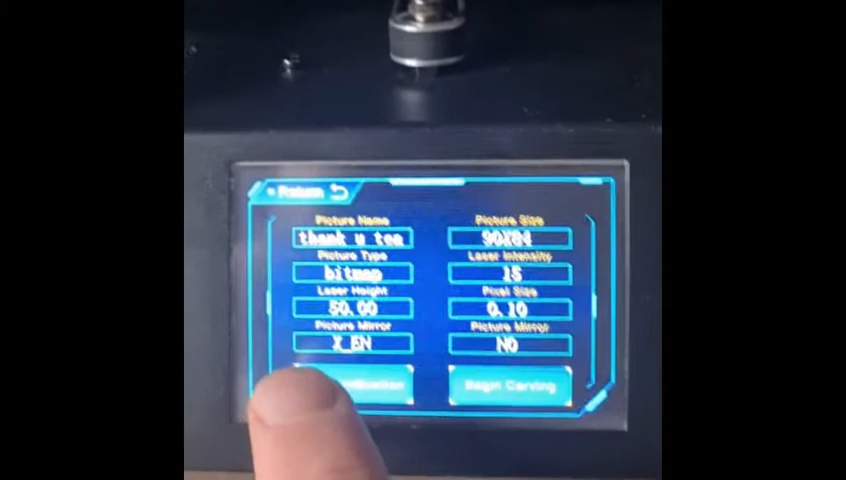 Return
Picture Name Picture Size
thank u tea 90X84
Picture Type Laser Intensity
bitmap 15
Laser Height Pixel Size
50.00 0.10
Picture Mirror Picture Mirror
X_EN NO
Begin Carving